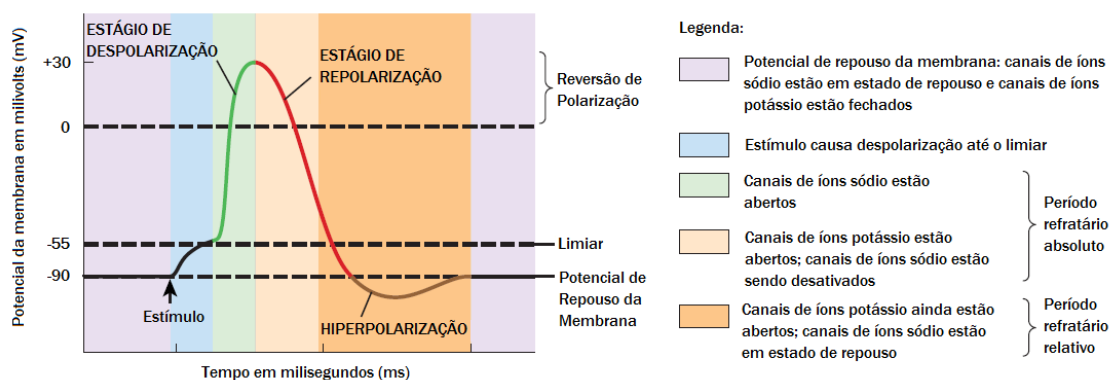 Potencial da membrana em milivolts (mV)
+30
0
-55
-90
ESTÁGIO DE
DESPOLARIZAÇÃO
ESTÁGIO DE
REPOLARIZAÇÃO
Reversão de
Polarização
Limiar
Potencial de
Repouso da
Membrana
Estímulo
HIPERPOLARIZAÇÃO
Tempo em milisegundos (ms)
Legenda:
Potencial de repouso da membrana: canais de íons
sódio estão em estado de repouso e canais de íons
potássio estão fechados
Estímulo causa despolarização até o limiar
Canais de íons sódio estão
abertos
Canais de íons potássio estão
abertos; canais de íons sódio estão
sendo desativados
Período
refratário
absoluto
Canais de íons potássio ainda estão
abertos; canais de íons sódio estão
em estado de repouso
Período
refratário
relativo